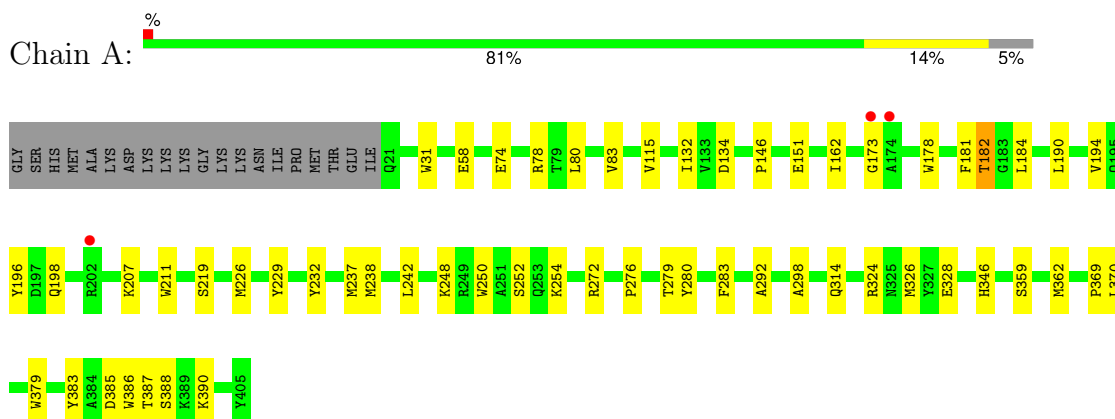 %
Chain A:
81% 14% 5%
GLY SER HIS MET ALA ASP LYS LYS LYS GLY LYS LYS ASN ILE PRO MET THR GLU ILE Q21 W31 E58 E74 R78 T79 L80 V83 V115 I132 V133 D134 P146 E151 I162 G173 A174 W178 F181 T182 G183 L184 L190 V194 Q195
Y196 D197 Q198 R202 K207 W211 S219 M226 Y229 Y232 M237 M238 L242 K248 R249 W250 A251 S252 Q253 K254 R272 P276 T279 Y280 F283 A292 A298 Q314 R324 N325 M326 Y327 E328 H346 S359 M362 P369 L370
W379 Y383 A384 D385 W386 T387 S388 K389 K390 Y405